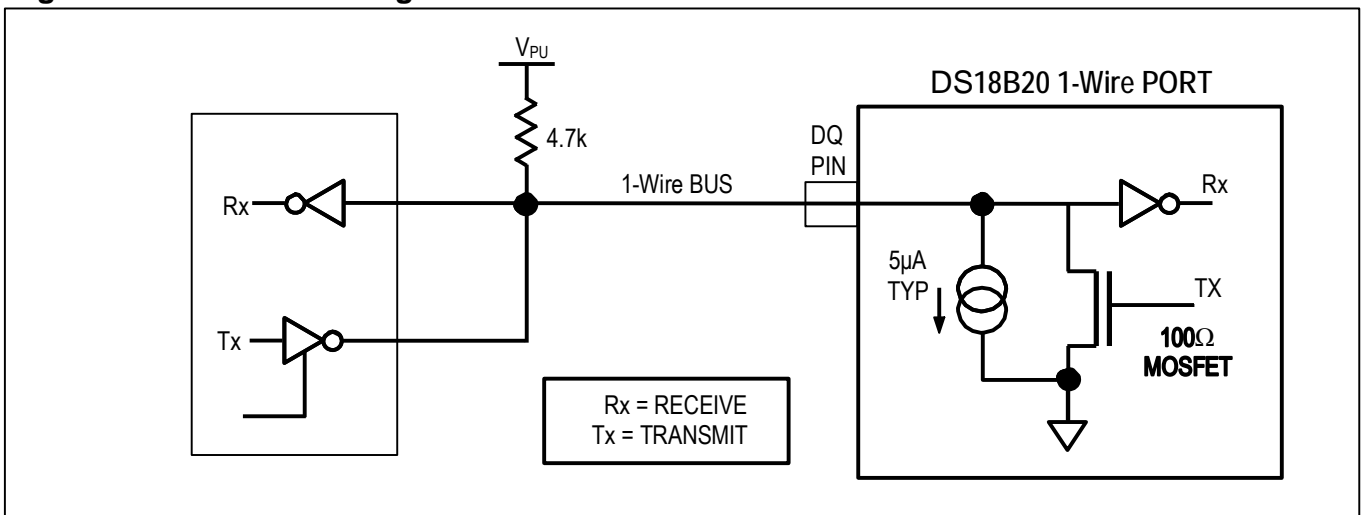 V_PU
4.7k
DS18B20 1-Wire PORT
DQ
PIN
1-Wire BUS
Rx
Rx
5µA
TYP
TX
100Ω
MOSFET
Tx
Rx = RECEIVE
Tx = TRANSMIT